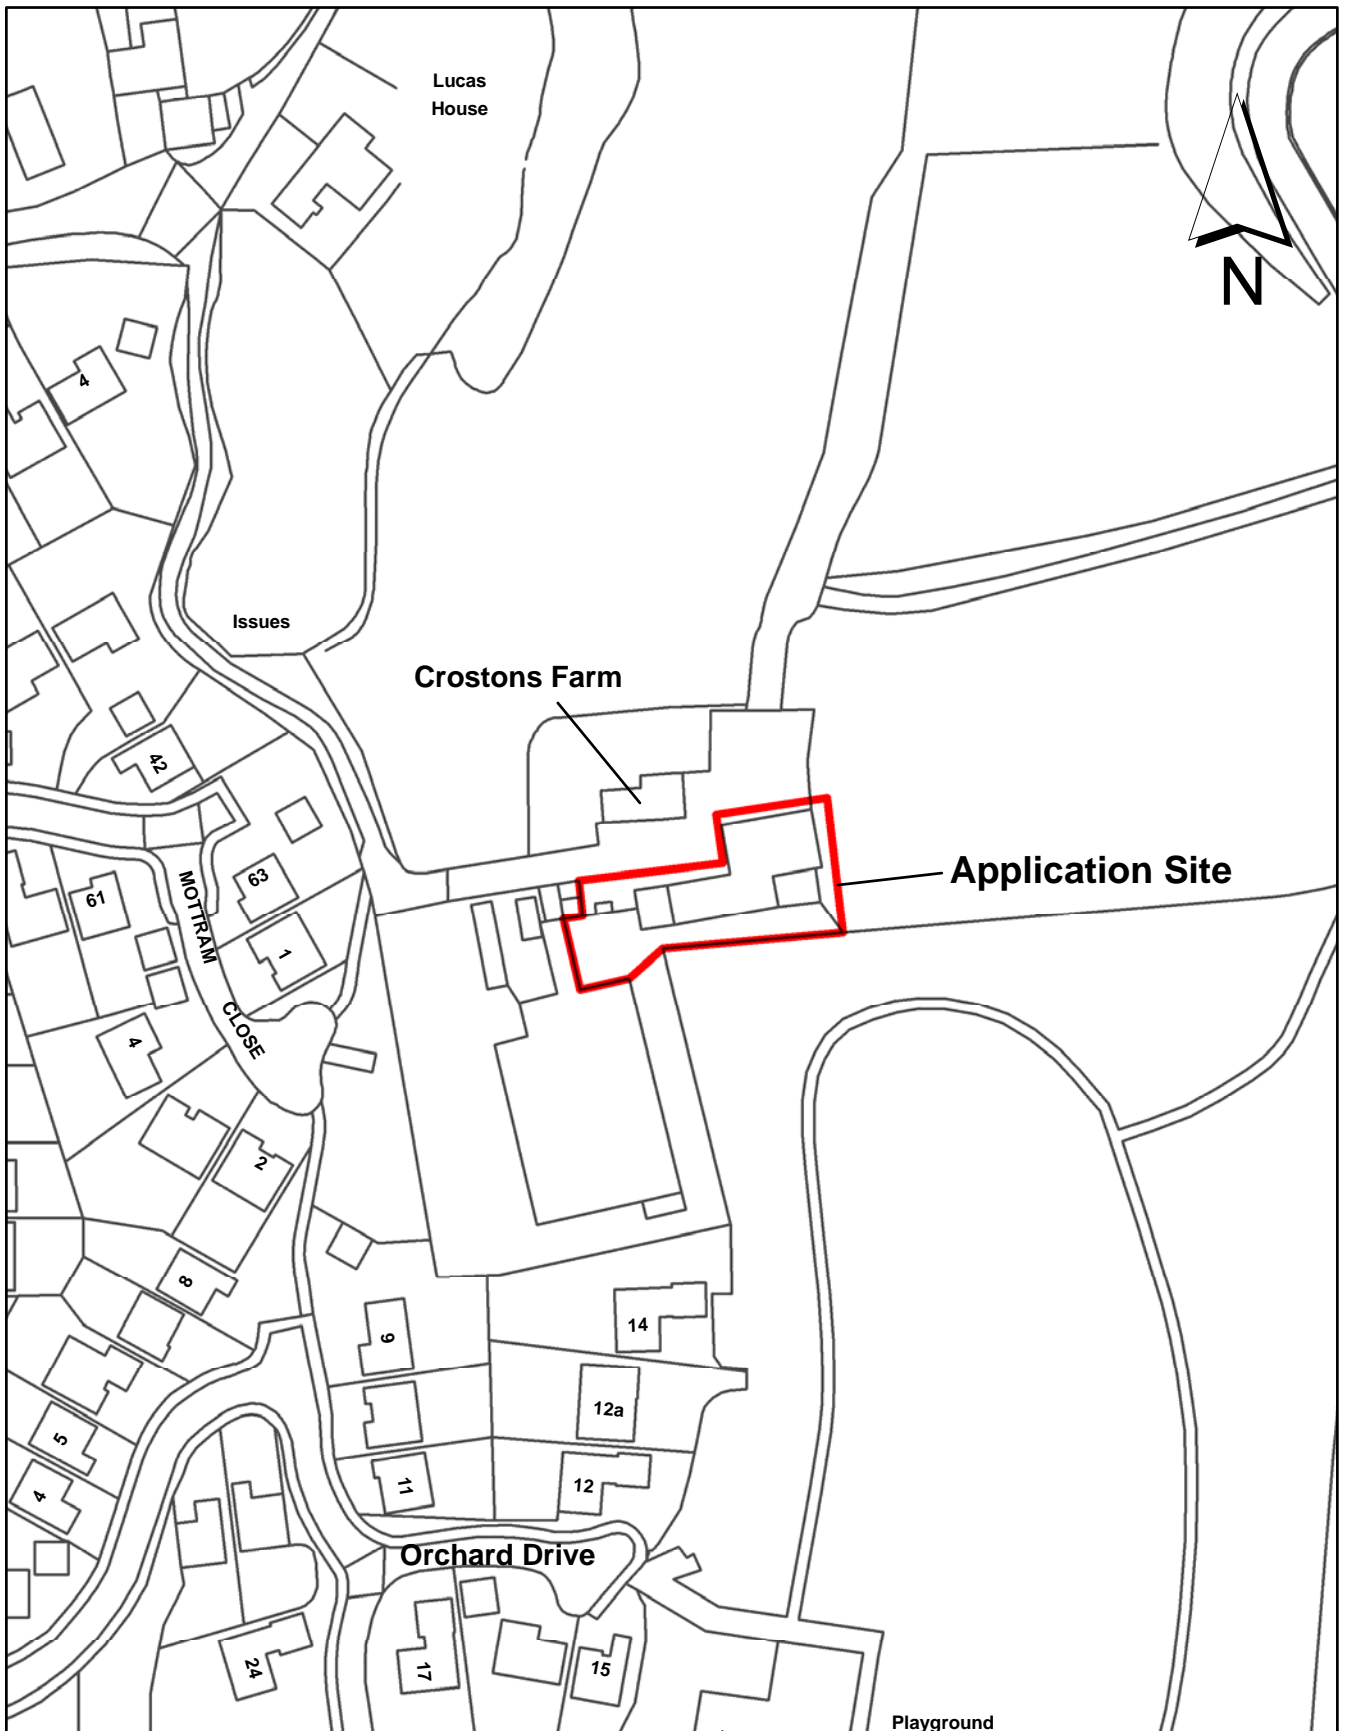 Lucas
House
N
4
Issues
Crostons Farm
42
63
Application Site
61
MOTTRAM
1
CLOSE
4
2
8
14
9
12a
5
11
12
4
Orchard Drive
24
17
15
Playground